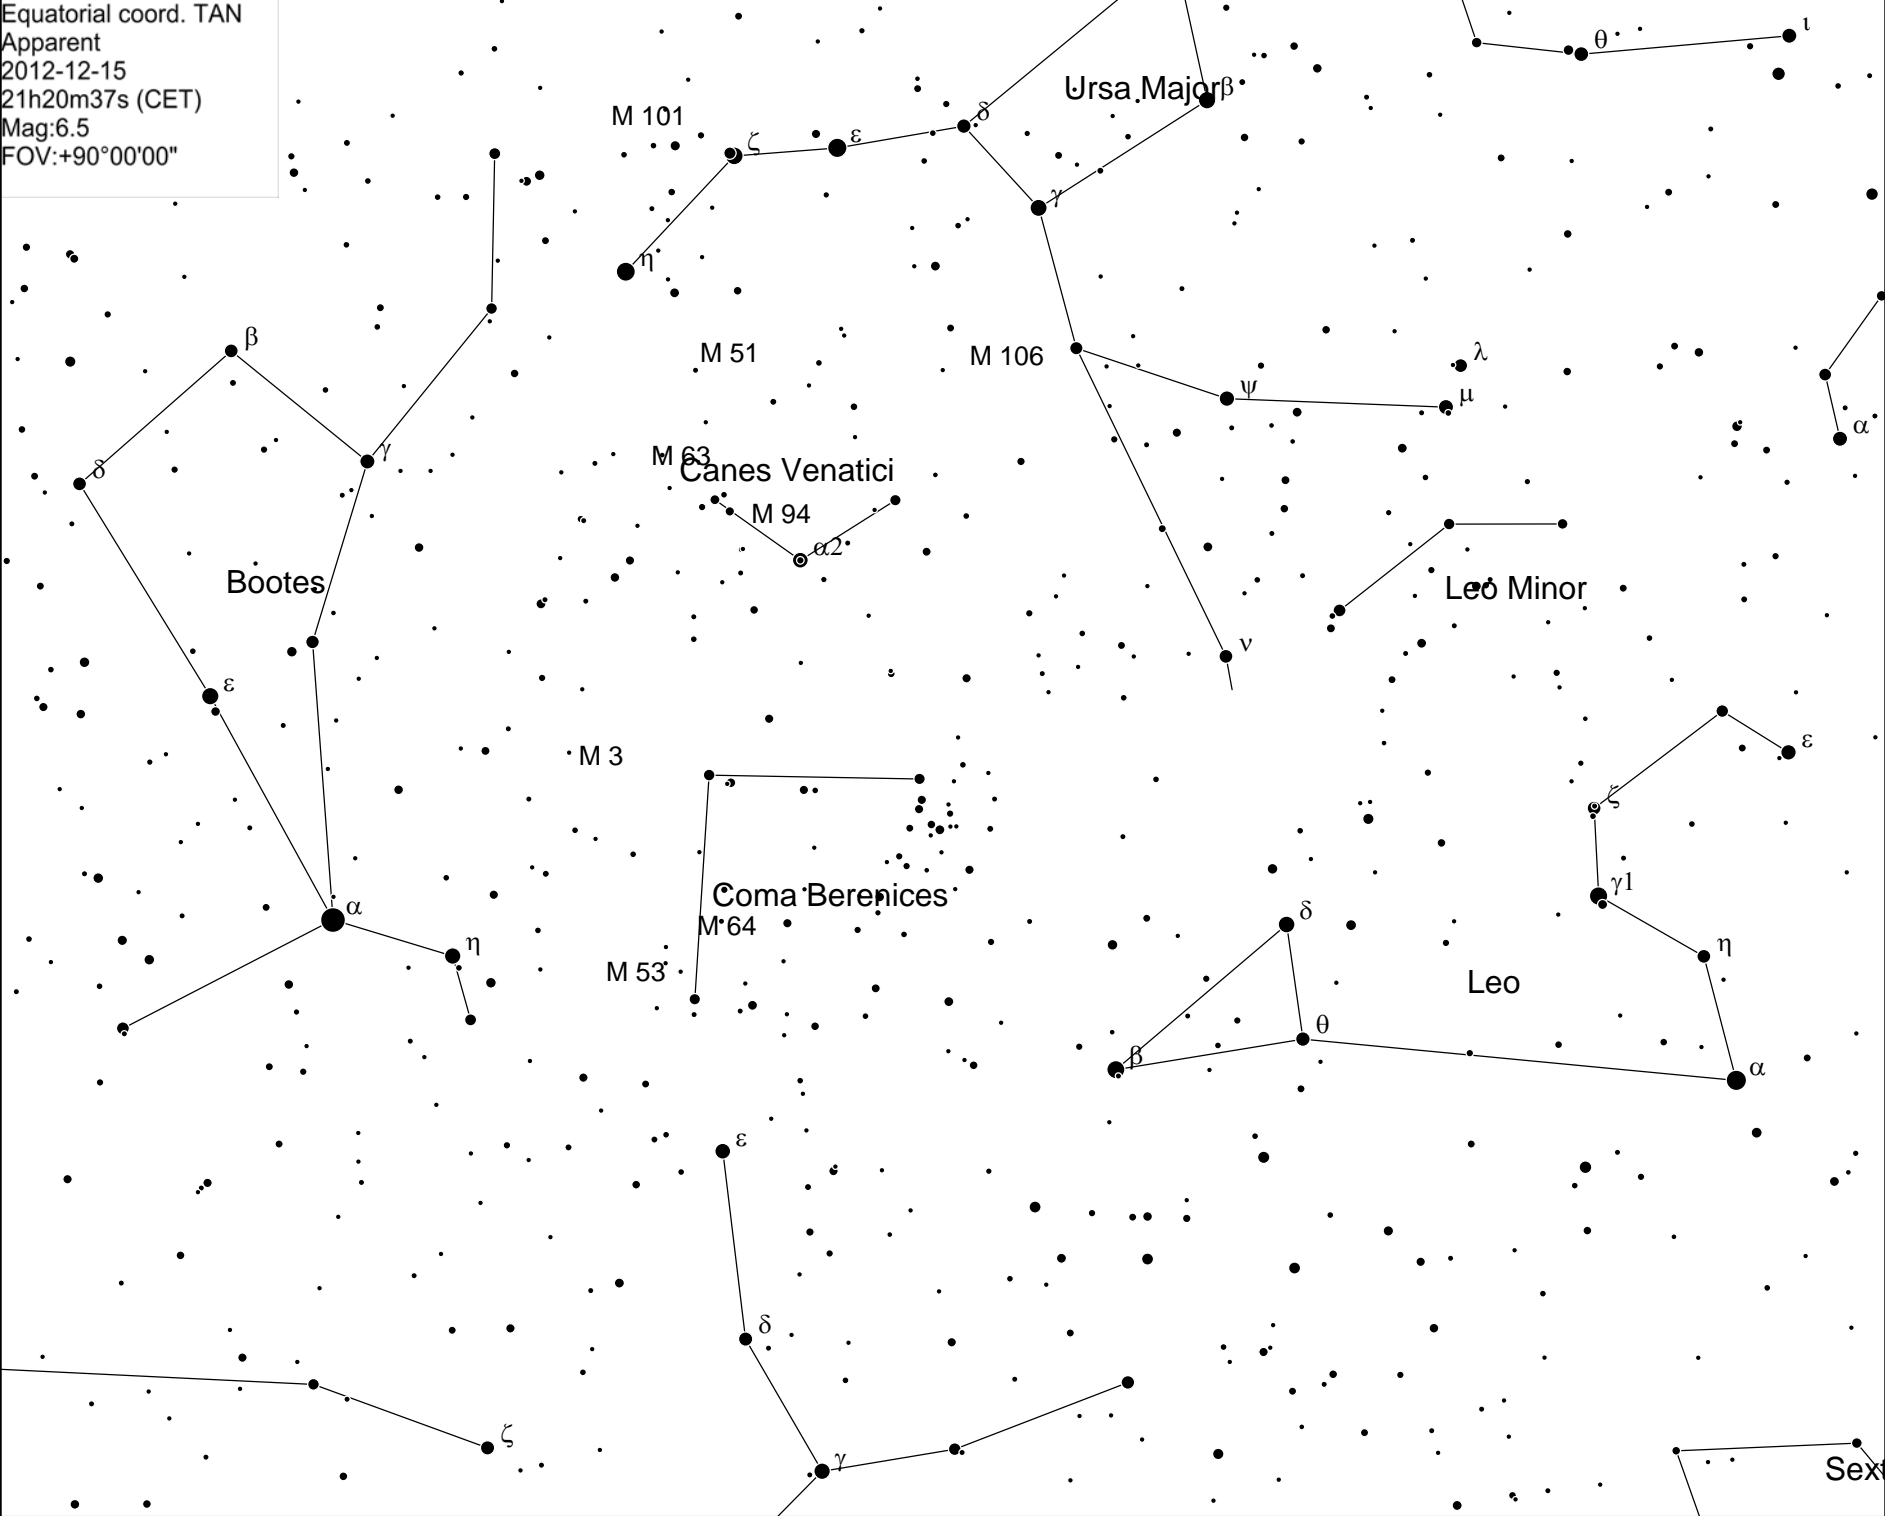 Equatorial coord. TAN
Apparent
2012-12-15
21h20m37s (CET)
Mag:6.5
FOV:+90°00'00"
ι
θ
Ursa Major
β
M 101
δ
ζ
ε
γ
η
β
M 51
M 106
λ
ψ
μ
α
γ
M 63
δ
Canes Venatici
M 94
α2
Bootes
Leo Minor
ν
ε
M 3
ε
ζ
γ1
Coma Berenices
α
δ
M 64
η
η
M 53
Leo
θ
β
α
ε
δ
ζ
γ
Sext